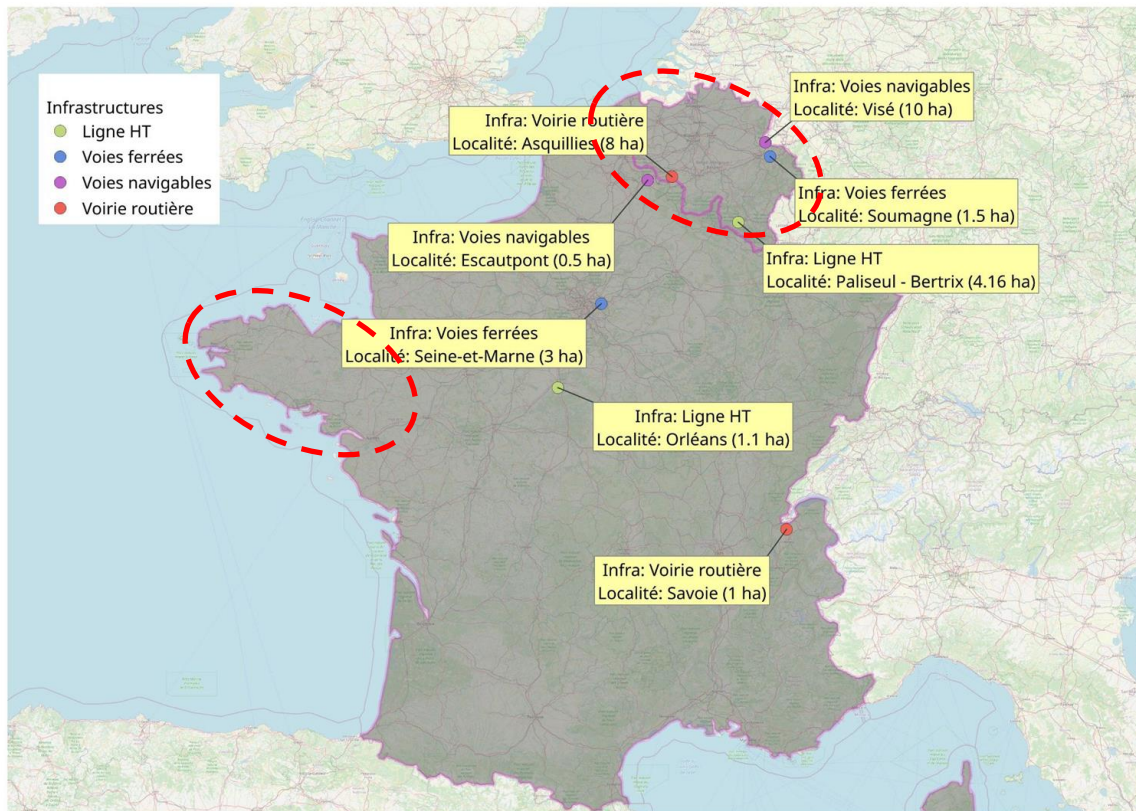 Infrastructures
Ligne HT
Voies ferrées
Voies navigables
Voirie routière
Infra: Voies navigables
Localité: Visé (10 ha)
Infra: Voirie routière
Localité: Asquillies (8 ha)
Infra: Voies ferrées
Localité: Soumagne (1.5 ha)
Infra: Voies navigables
Localité: Escautpont (0.5 ha)
Infra: Ligne HT
Localité: Paliseul - Bertrix (4.16 ha)
Infra: Voies ferrées
Localité: Seine-et-Marne (3 ha)
Infra: Ligne HT
Localité: Orléans (1.1 ha)
Infra: Voirie routière
Localité: Savoie (1 ha)